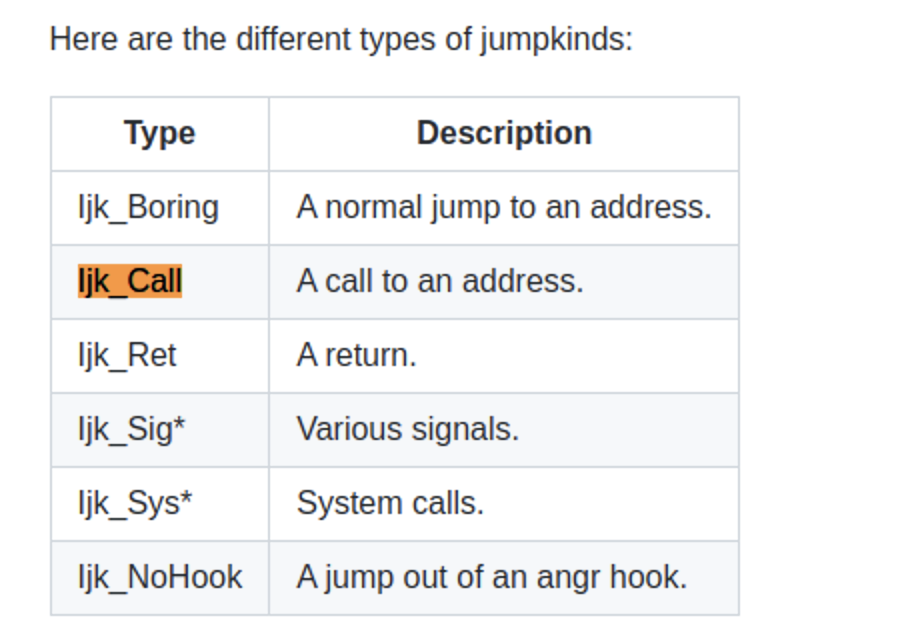 Here are the different types of jumpkinds:
Type Description
Ijk_Boring A normal jump to an address.
Ijk_Call A call to an address.
Ijk_Ret A return.
Ijk_Sig* Various signals.
Ijk_Sys* System calls.
Ijk_NoHook A jump out of an angr hook.